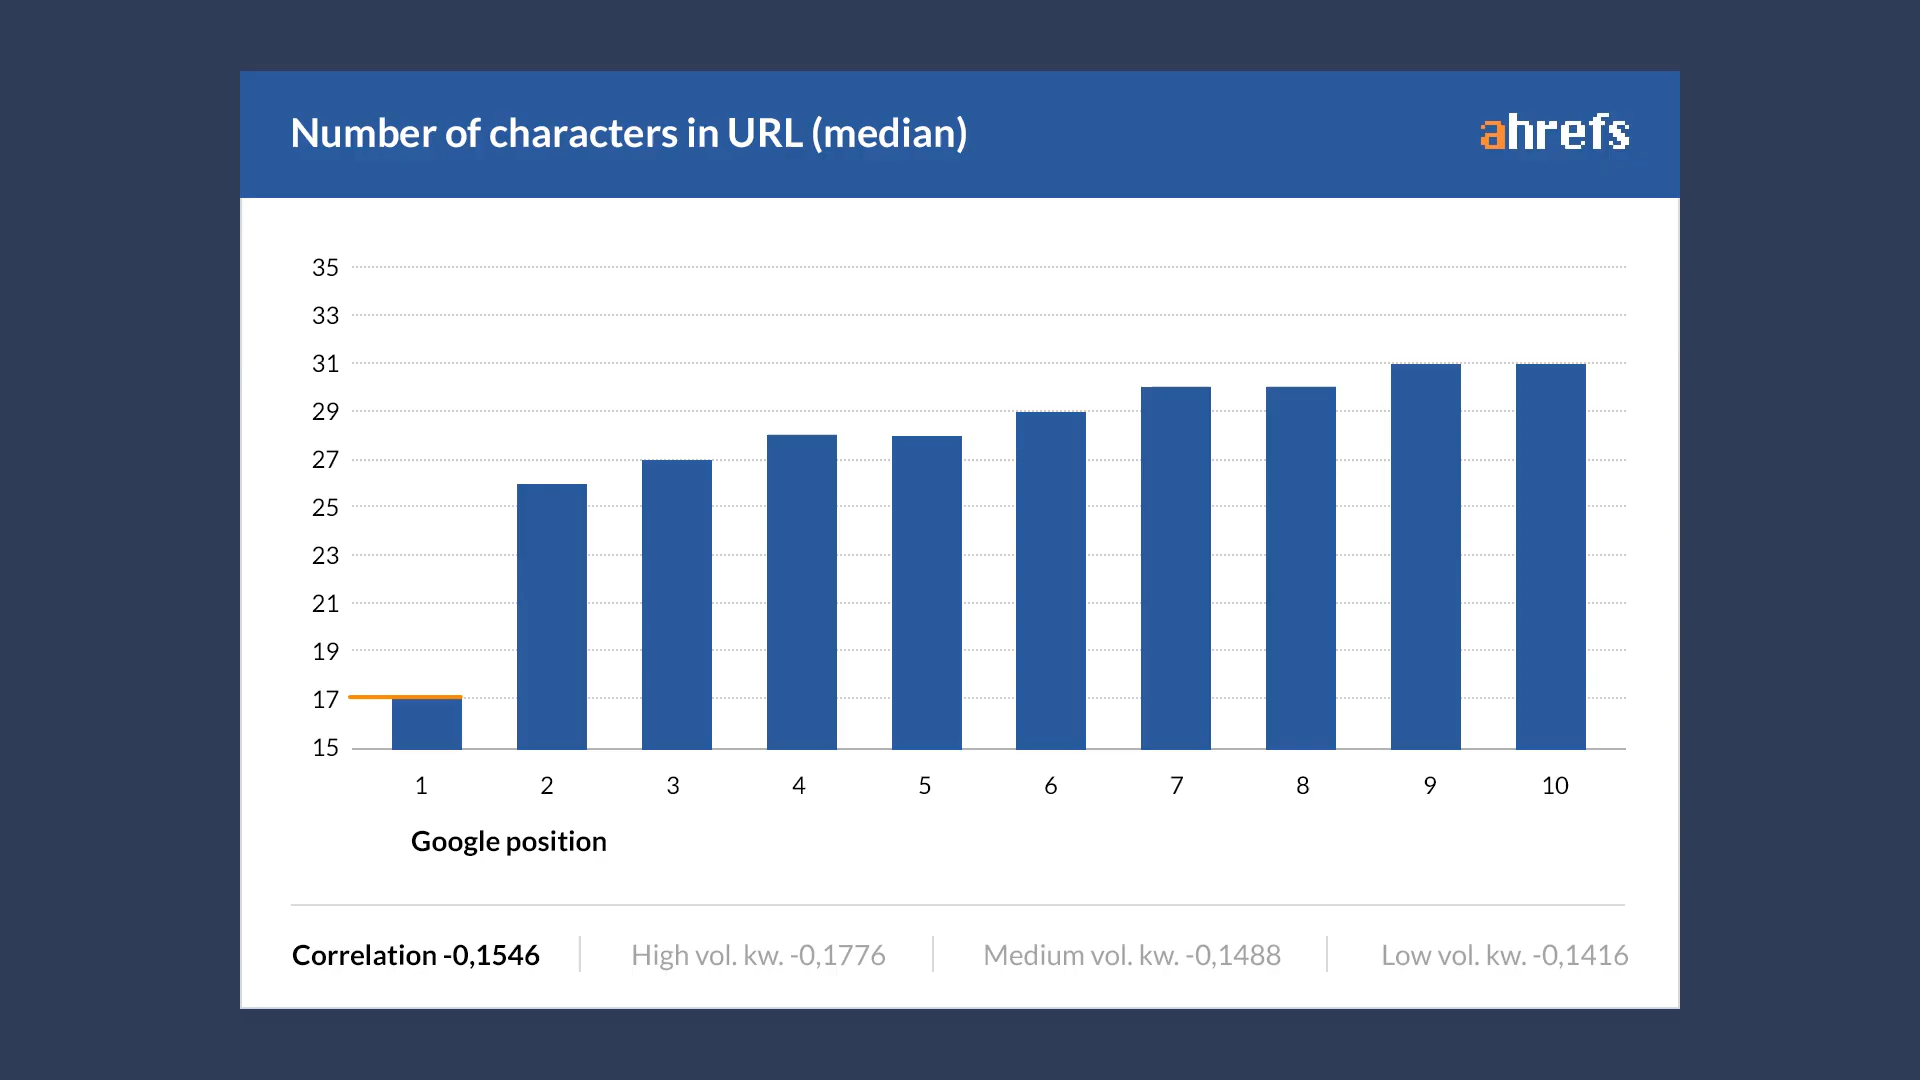 Number of characters in URL (median)
ahrefs
35
33
31
29
27
25
23
21
19
17
15
1 2 3 4 5 6 7 8 9 10
Google position
Correlation -0,1546
High vol. kw. -0,1776
Medium vol. kw. -0,1488
Low vol. kw. -0,1416